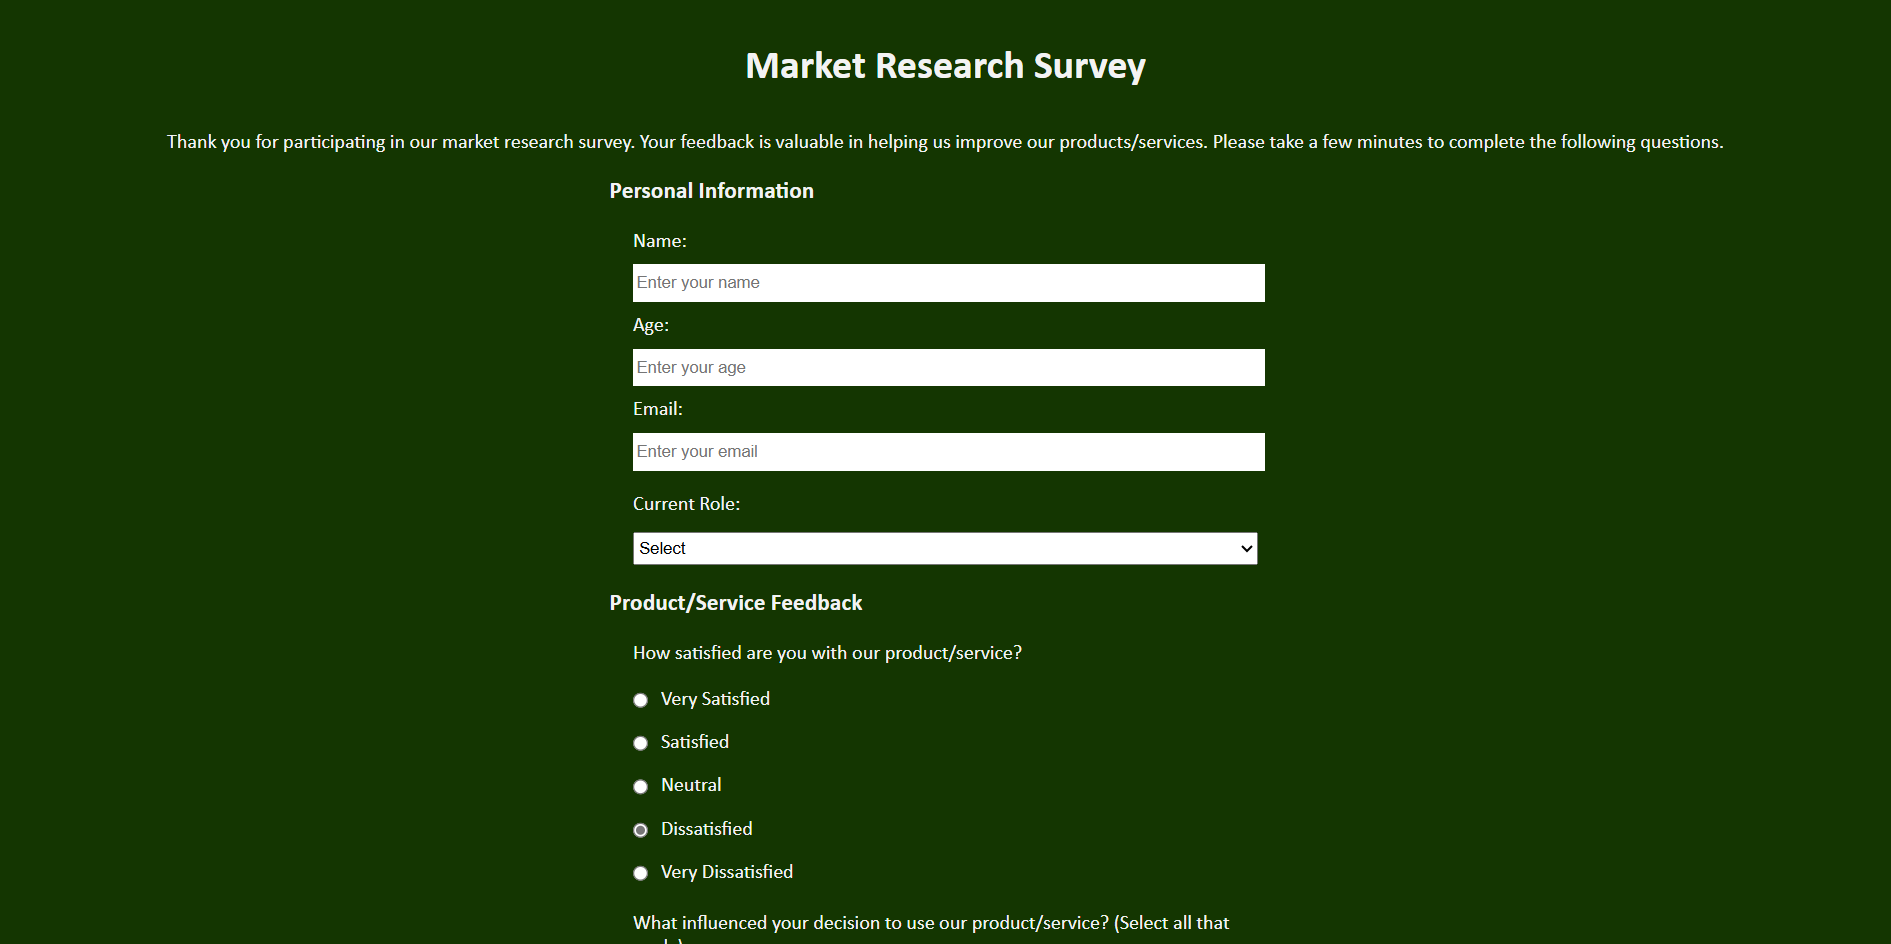 Market Research Survey
Thank you for participating in our market research survey. Your feedback is valuable in helping us improve our products/services. Please take a few minutes to complete the following questions.
Personal Information
Name:
Enter your name
Age:
Enter your age
Email:
Enter your email
Current Role:
Select
Product/Service Feedback
How satisfied are you with our product/service?
Very Satisfied
Satisfied
Neutral
Dissatisfied
Very Dissatisfied
What influenced your decision to use our product/service? (Select all that